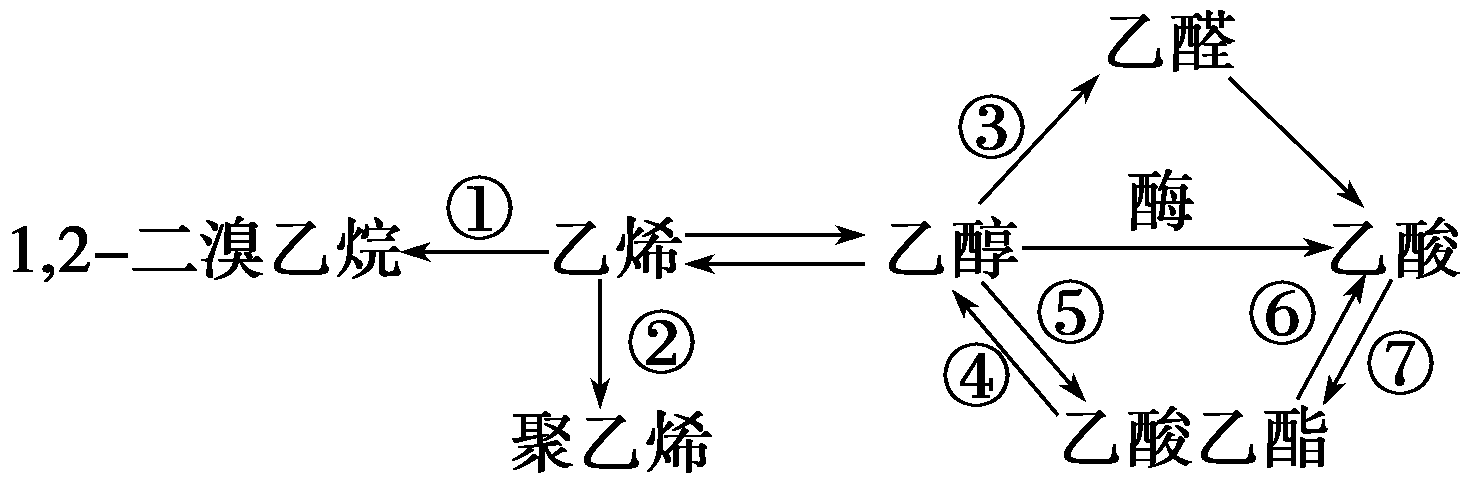 乙醛
③
酶
1,2-二溴乙烷 ① 乙烯 乙醇 乙酸
② ④ ⑤ ⑥ ⑦
聚乙烯 乙酸乙酯